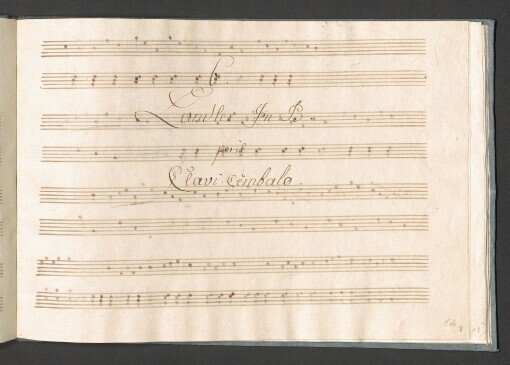 6.
Landler In B
per il
Clavi cembalo